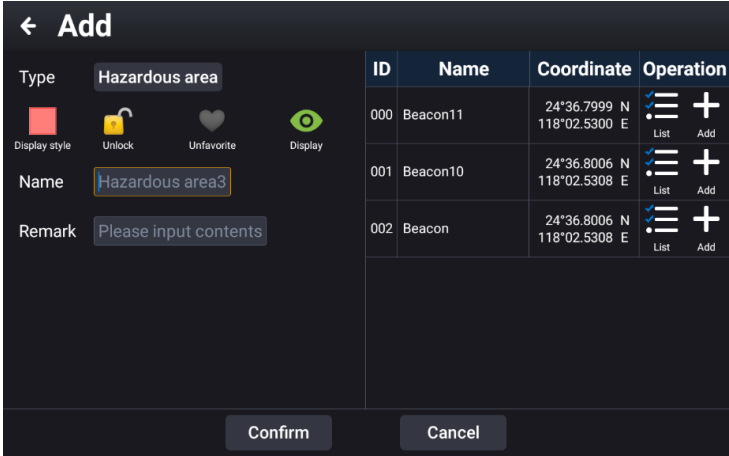 Add
Type Hazardous area
Display style Unlock Unfavorite Display
Name Hazardous area3
Remark Please input contents
ID Name Coordinate Operation
000 Beacon11 24°36.7999 N
118°02.5300 E
List Add
001 Beacon10 24°36.8006 N
118°02.5308 E
List Add
002 Beacon 24°36.8006 N
118°02.5308 E
List Add
Confirm Cancel